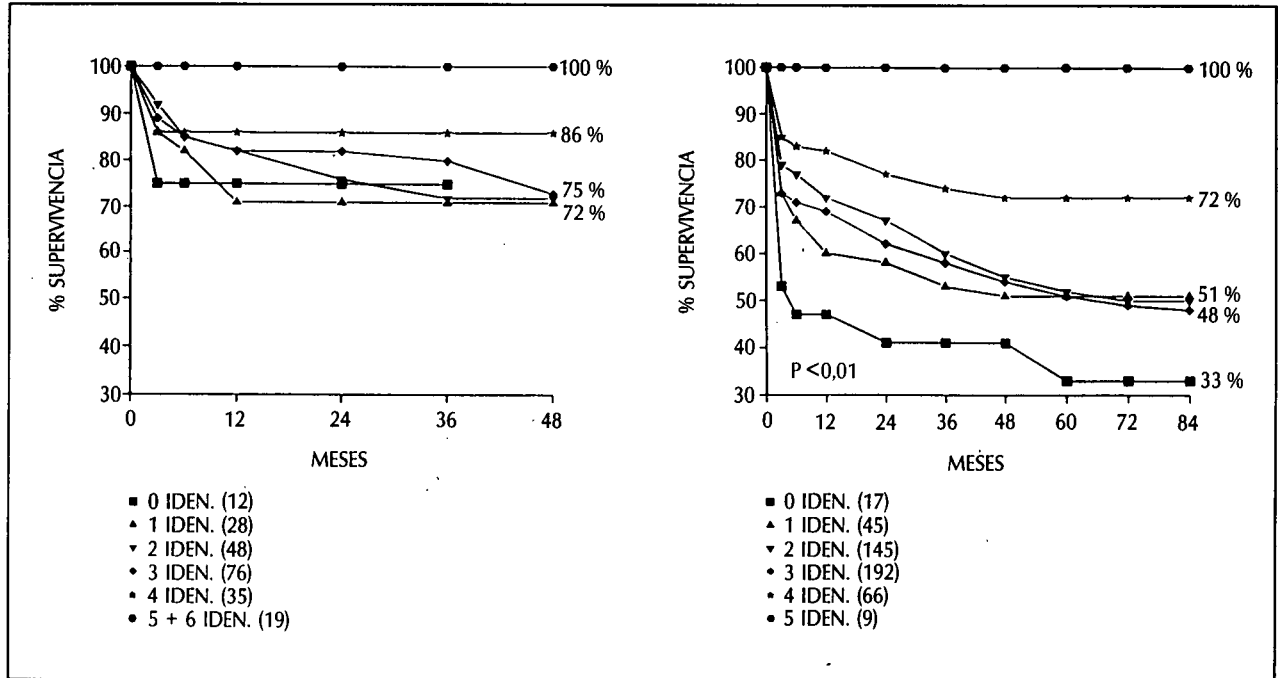 % SUPERVIVENCIA
100
90
80
70
60
50
40
30
100 %
86 %
75 %
72 %
0 12 24 36 48
MESES
■ 0 IDEN. (12)
▲ 1 IDEN. (28)
▼ 2 IDEN. (48)
◆ 3 IDEN. (76)
★ 4 IDEN. (35)
● 5 + 6 IDEN. (19)
% SUPERVIVENCIA
100
90
80
70
60
50
40
30
100 %
72 %
51 %
48 %
33 %
P <0,01
0 12 24 36 48 60 72 84
MESES
■ 0 IDEN. (17)
▲ 1 IDEN. (45)
▼ 2 IDEN. (145)
◆ 3 IDEN. (192)
★ 4 IDEN. (66)
● 5 IDEN. (9)